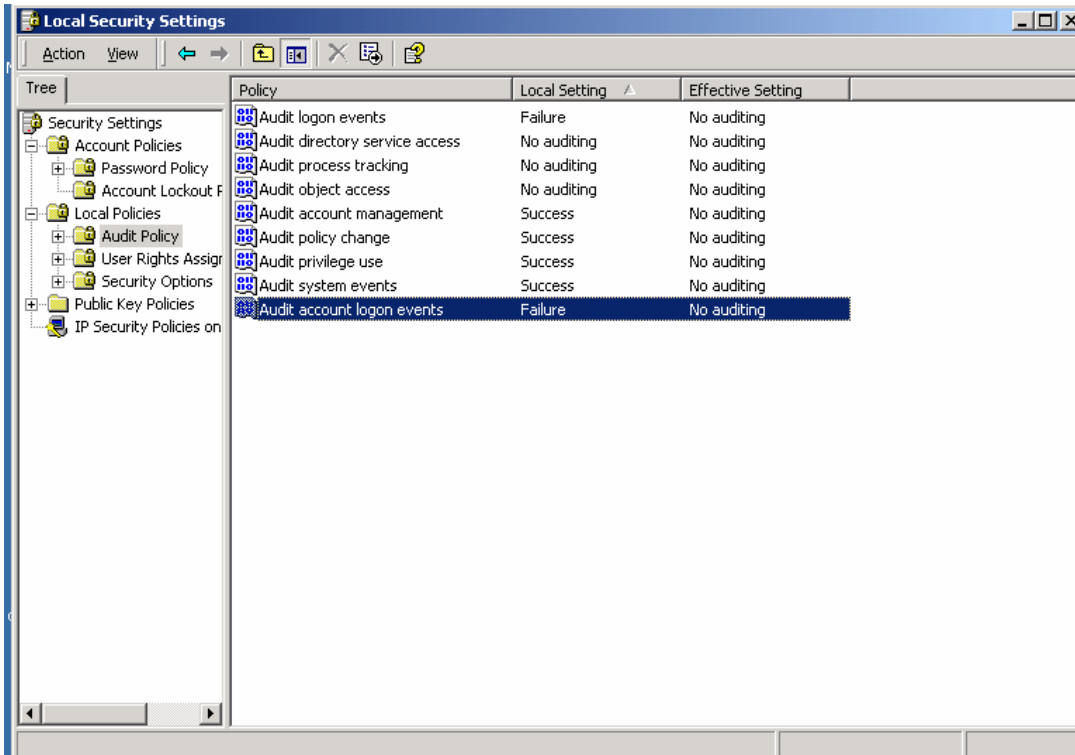 Local Security Settings
Action View
Tree
Security Settings
Account Policies
Password Policy
Account Lockout P
Local Policies
Audit Policy
User Rights Assigr
Security Options
Public Key Policies
IP Security Policies on
Policy Local Setting Effective Setting
Audit logon events Failure No auditing
Audit directory service access No auditing No auditing
Audit process tracking No auditing No auditing
Audit object access No auditing No auditing
Audit account management Success No auditing
Audit policy change Success No auditing
Audit privilege use Success No auditing
Audit system events Success No auditing
Audit account logon events Failure No auditing